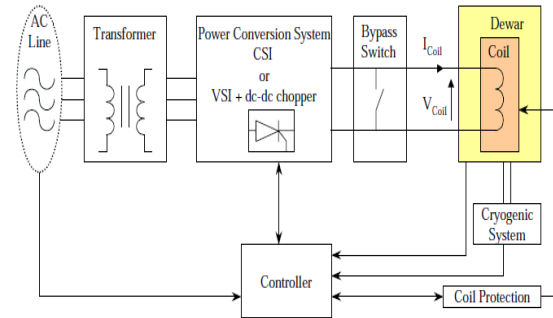 AC
Line
Transformer
Power Conversion System
CSI
or
VSI + dc-dc chopper
Bypass
Switch
I Coil
V Coil
Dewar
Coil
Cryogenic
System
Controller
Coil Protection